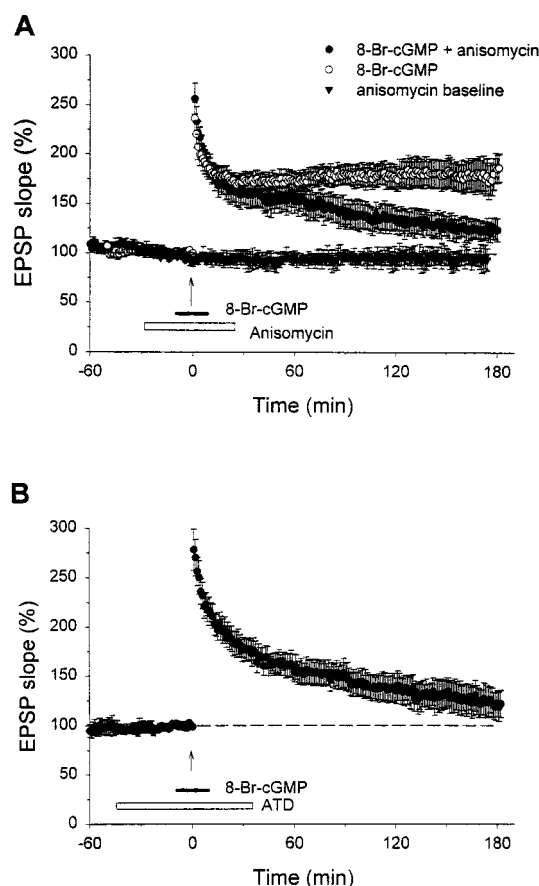 A
8-Br-cGMP + anisomycin
8-Br-cGMP
anisomycin baseline
300
250
200
150
100
50
0
EPSP slope (%)
8-Br-cGMP
Anisomycin
-60 0 60 120 180
Time (min)
B
300
250
200
150
100
50
0
EPSP slope (%)
8-Br-cGMP
ATD
-60 0 60 120 180
Time (min)